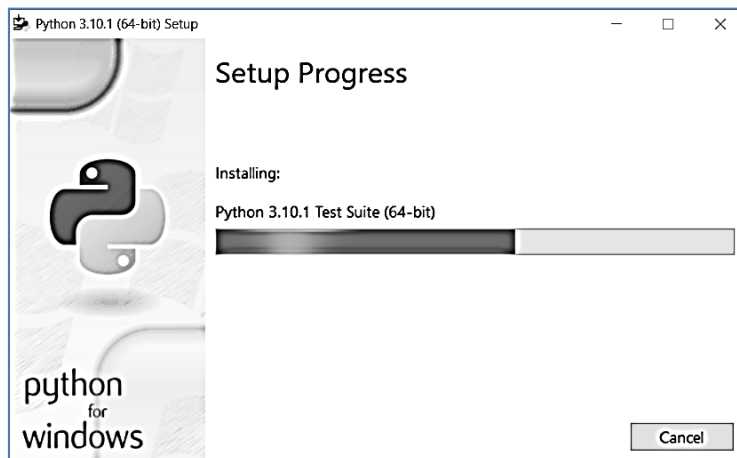 Python 3.10.1 (64-bit) Setup
Setup Progress
Installing:
Python 3.10.1 Test Suite (64-bit)
python
for
windows
Cancel